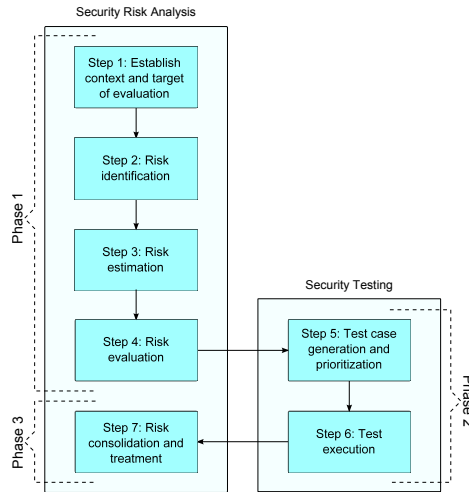 Security Risk Analysis
Step 1: Establish
context and target
of evaluation
Step 2: Risk
identification
Phase 1
Step 3: Risk
estimation
Security Testing
Step 4: Risk
evaluation
Step 5: Test case
generation and
prioritization
Phase 2
Step 7: Risk
consolidation and
treatment
Step 6: Test
execution
Phase 3